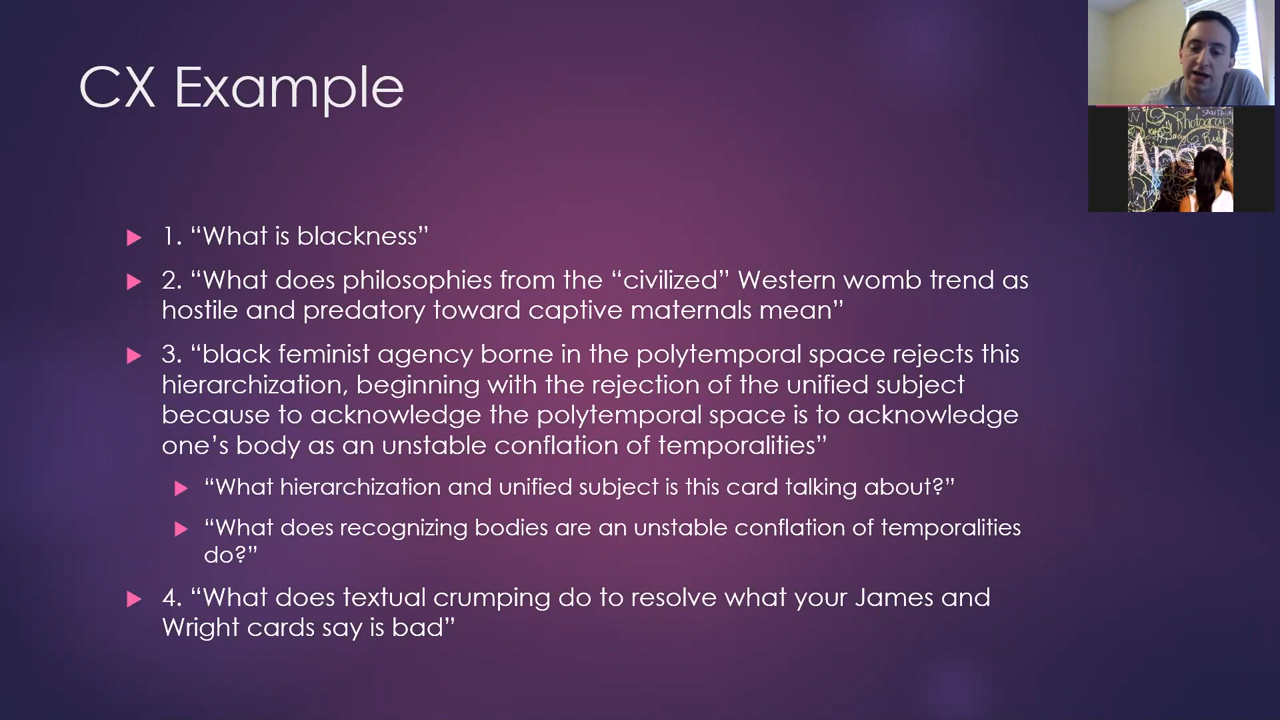 CX Example
1. “What is blackness”
2. “What does philosophies from the “civilized” Western womb trend as
hostile and predatory toward captive maternals mean”
3. “black feminist agency borne in the polytemporal space rejects this
hierarchization, beginning with the rejection of the unified subject
because to acknowledge the polytemporal space is to acknowledge
one’s body as an unstable conflation of temporalities”
“What hierarchization and unified subject is this card talking about?”
“What does recognizing bodies are an unstable conflation of temporalities
do?”
4. “What does textual crumping do to resolve what your James and
Wright cards say is bad”
Photograph